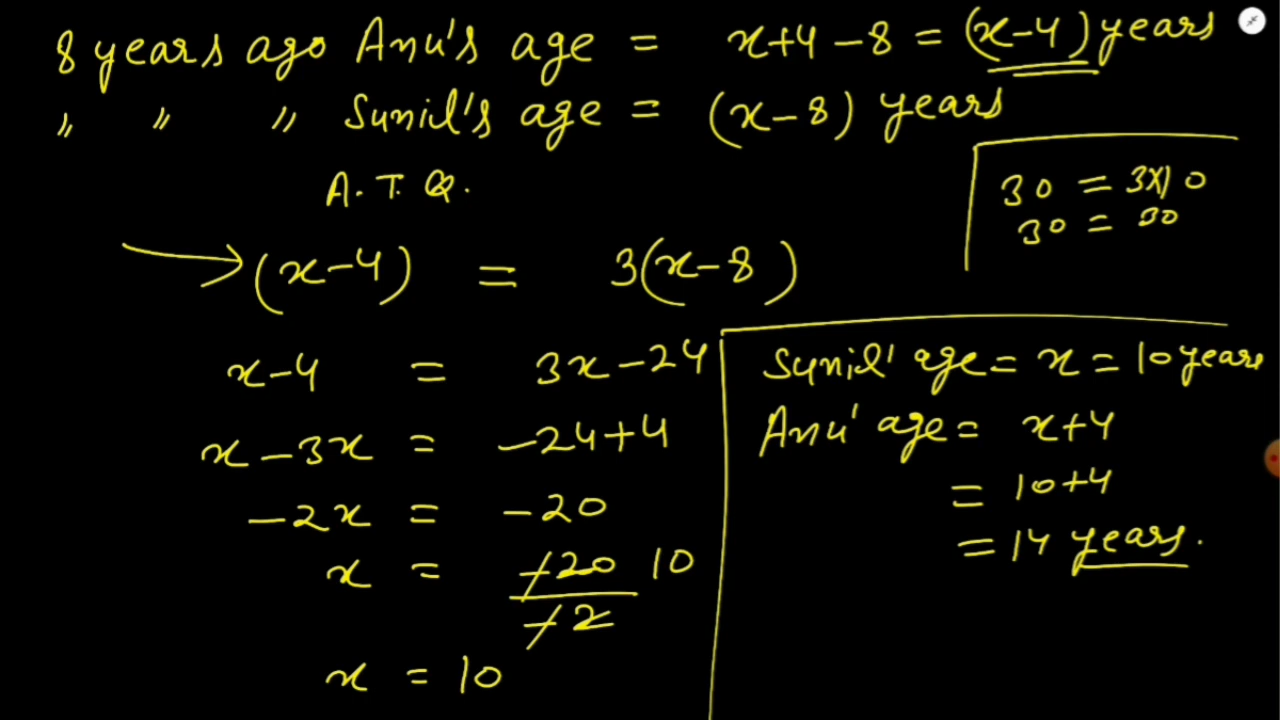 8 years ago Anu's age = x+4-8 = (x-4) years
" " " Sunil's age = (x-8) years
A.T.Q.
30 = 3×10
30 = 30
(x-4) = 3(x-8)
x-4 = 3x-24
x-3x = -24+4
-2x = -20
x = -20/-2 10
x = 10
Sunil' age = x = 10 years
Anu' age = x+4
= 10+4
= 14 years.